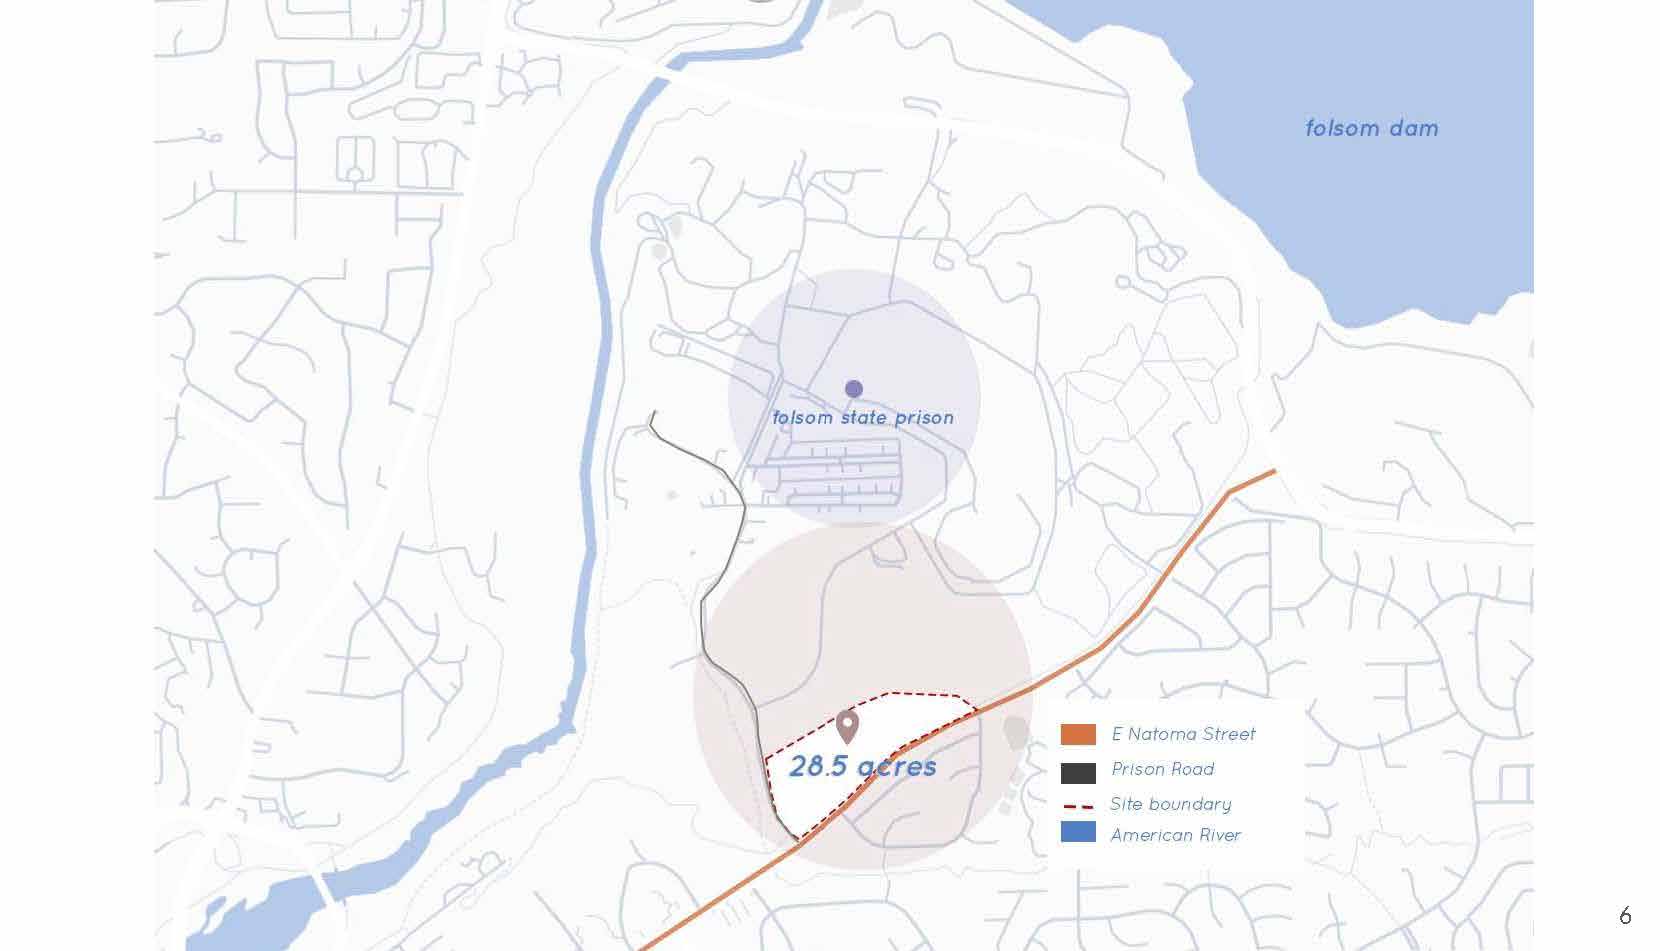 folsom dam
folsom state prison
28.5 acres
E Natoma Street
Prison Road
Site boundary
American River
6